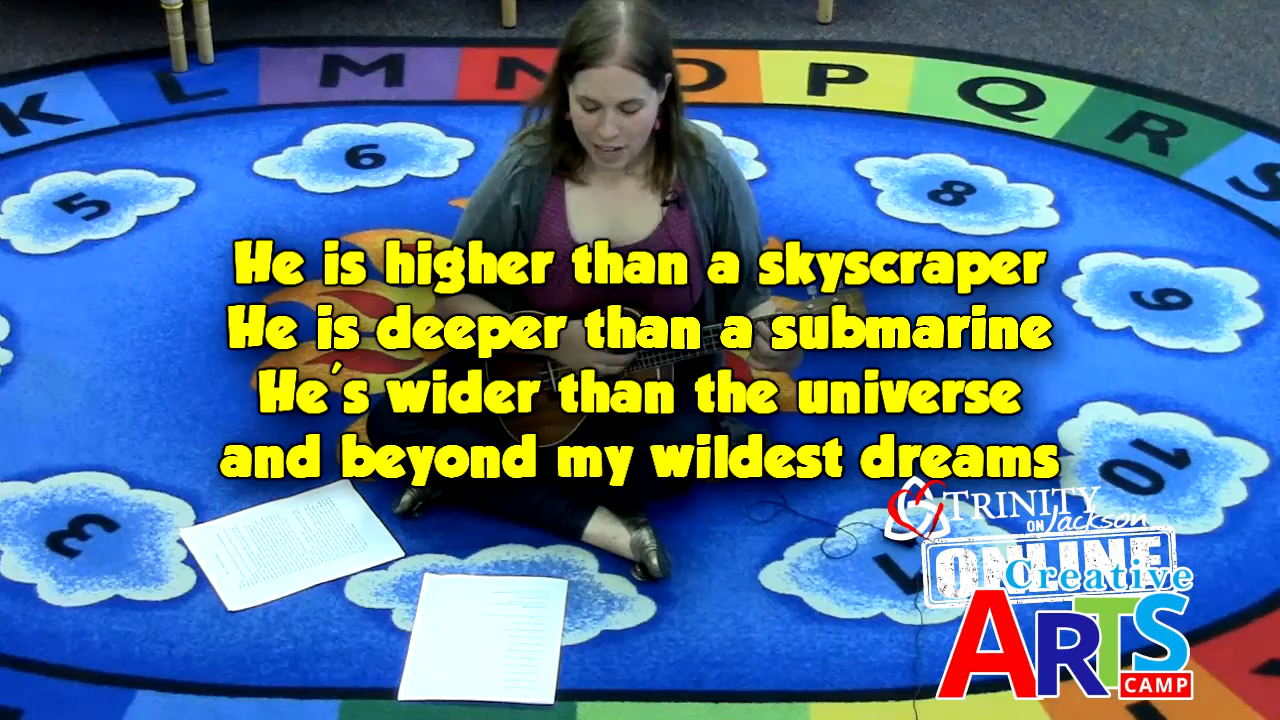 K L M N O P Q R S
5 6 8 9
He is higher than a skyscraper
He is deeper than a submarine
He's wider than the universe
and beyond my wildest dreams
3 10
TRINITY
ON Jackson
ONLINE
Creative
ARTS
CAMP